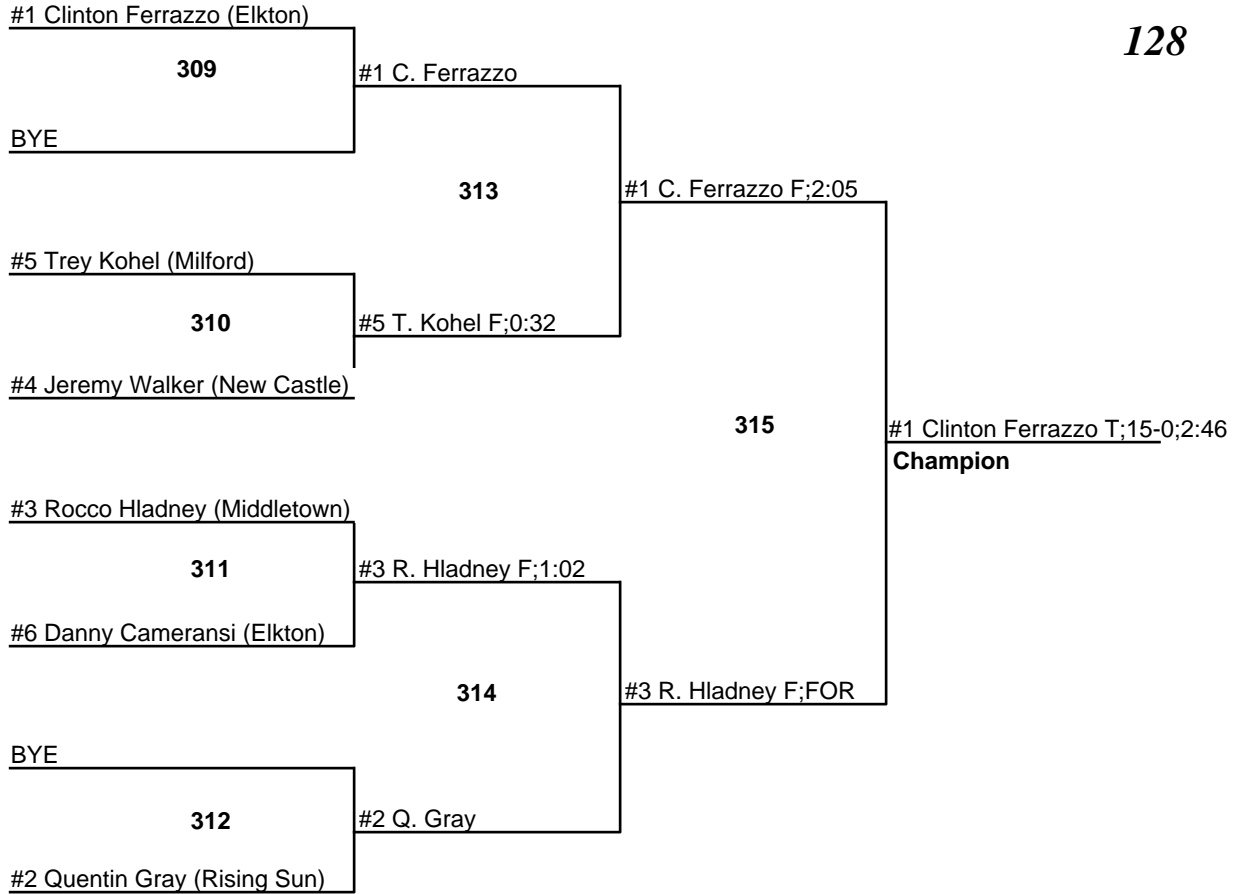 #1 Clinton Ferrazzo (Elkton)
128
309
#1 C. Ferrazzo
BYE
313
#1 C. Ferrazzo F;2:05
#5 Trey Kohel (Milford)
310
#5 T. Kohel F;0:32
#4 Jeremy Walker (New Castle)
315
#1 Clinton Ferrazzo T;15-0;2:46
Champion
#3 Rocco Hladney (Middletown)
311
#3 R. Hladney F;1:02
#6 Danny Cameransi (Elkton)
314
#3 R. Hladney F;FOR
BYE
312
#2 Q. Gray
#2 Quentin Gray (Rising Sun)